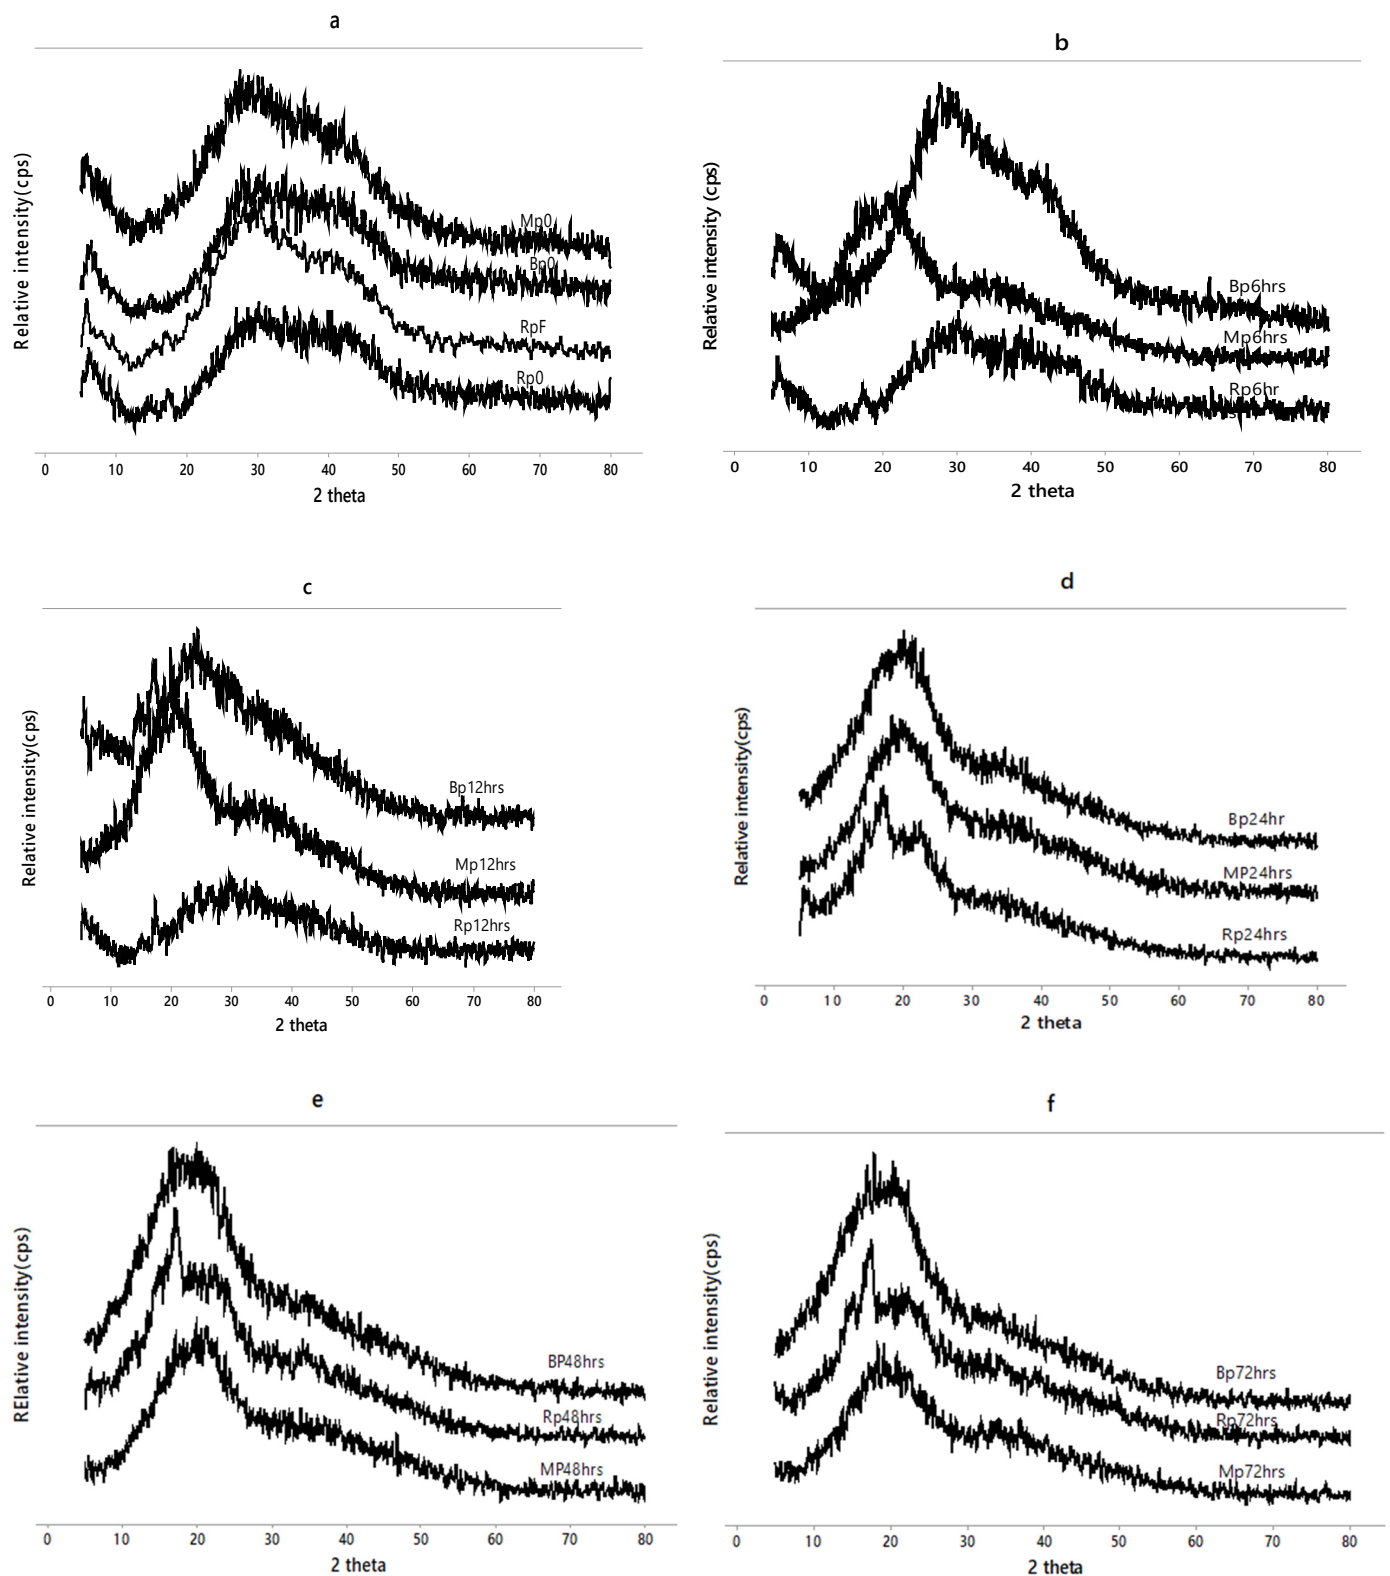 a
Relative intensity(cps)
Mp0
Bp0
RpF
Rp0
0 10 20 30 40 50 60 70 80
2 theta
b
Relative intensity (cps)
Bp6hrs
Mp6hrs
Rp6hr
s
0 10 20 30 40 50 60 70 80
2 theta
c
Relative intensity(cps)
Bp12hrs
Mp12hrs
Rp12hrs
0 10 20 30 40 50 60 70 80
2 theta
d
Relative intensity(cps)
Bp24hr
MP24hrs
Rp24hrs
0 10 20 30 40 50 60 70 80
2 theta
e
RElative intensity(cps)
BP48hrs
Rp48hrs
MP48hrs
0 10 20 30 40 50 60 70 80
2 theta
f
Relative intensity(cps)
Bp72hrs
Rp72hrs
Mp72hrs
0 10 20 30 40 50 60 70 80
2 theta